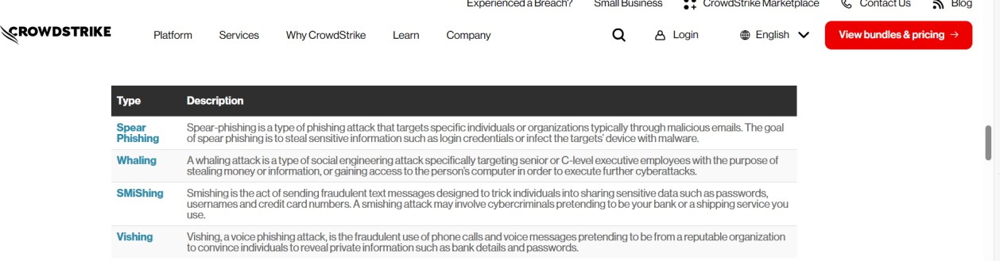 Experienced a Breach? Small Business CrowdStrike Marketplace Contact Us Blog
CROWDSTRIKE Platform Services Why CrowdStrike Learn Company Login English View bundles & pricing →
Type Description
Spear Phishing
Spear-phishing is a type of phishing attack that targets specific individuals or organizations typically through malicious emails. The goal
of spear phishing is to steal sensitive information such as login credentials or infect the targets' device with malware.
Whaling
A whaling attack is a type of social engineering attack specifically targeting senior or C-level executive employees with the purpose of
stealing money or information, or gaining access to the person's computer in order to execute further cyberattacks.
SMiShing
Smishing is the act of sending fraudulent text messages designed to trick individuals into sharing sensitive data such as passwords,
usernames and credit card numbers. A smishing attack may involve cybercriminals pretending to be your bank or a shipping service you
use.
Vishing
Vishing, a voice phishing attack, is the fraudulent use of phone calls and voice messages pretending to be from a reputable organization
to convince individuals to reveal private information such as bank details and passwords.